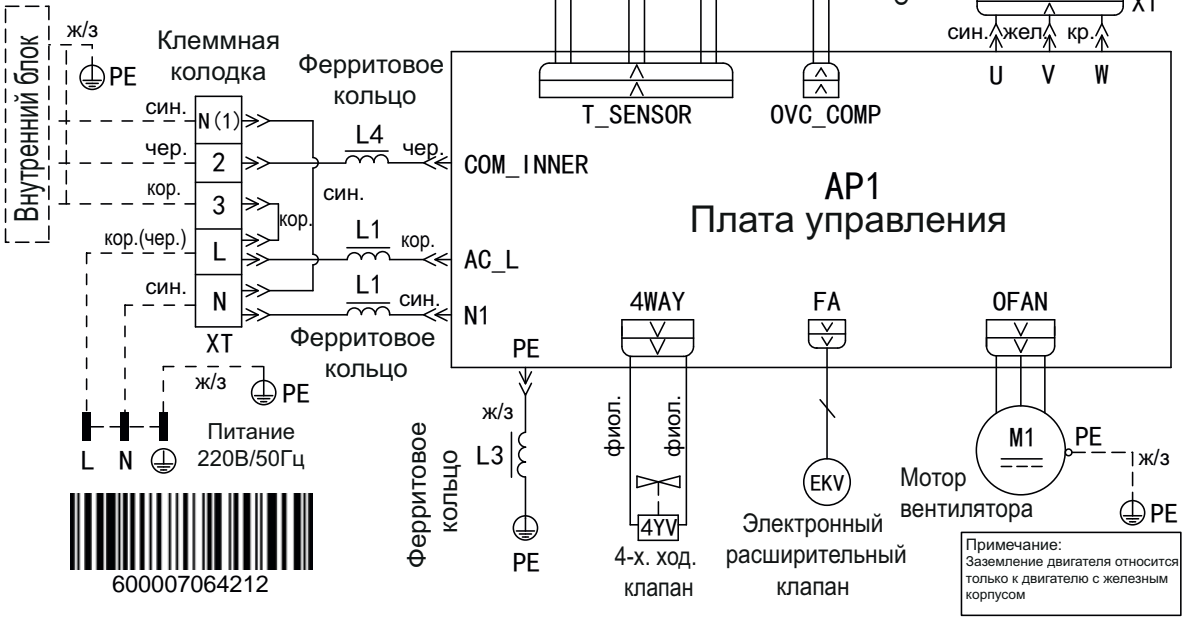 XT
син. жел. кр.
U V W
ж/з
PE
Клеммная
колодка
Ферритовое
кольцо
T_SENSOR
OVC_COMP
Внутренний блок
син.
N(1)
чер.
2
L4
чер.
COM_INNER
кор.
3
син.
кор.
AP1
Плата управления
кор.(чер.)
L
L1
кор.
AC_L
син.
N
L1
син.
N1
XT
Ферритовое
кольцо
PE
4WAY
FA
OFAN
ж/з
PE
L N
Питание
220В/50Гц
Ферритовое
кольцо
ж/з
L3
PE
фиол.
фиол.
4YV
4-х. ход.
клапан
EKV
Электронный
расширительный
клапан
M1
PE
ж/з
PE
Мотор
вентилятора
Примечание:
Заземление двигателя относится
только к двигателю с железным
корпусом
600007064212